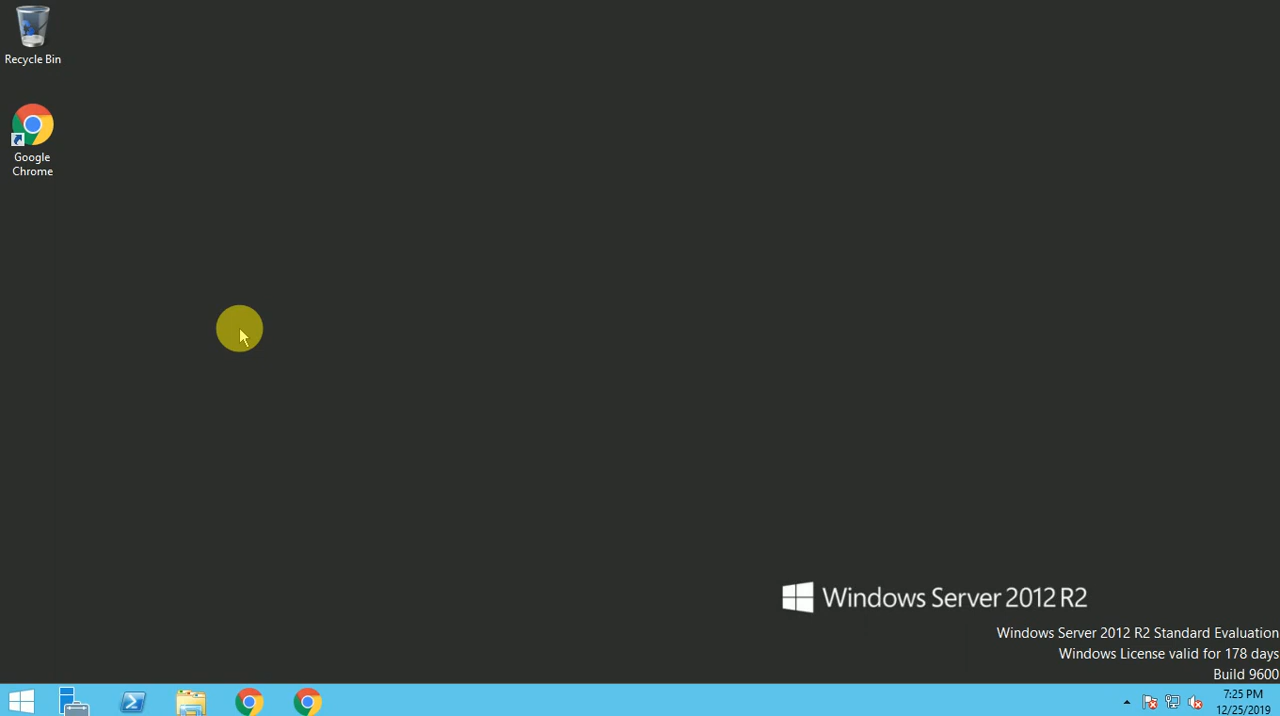 Recycle Bin
Google
Chrome
Windows Server 2012 R2
Windows Server 2012 R2 Standard Evaluation
Windows License valid for 178 days
Build 9600
7:25 PM
12/25/2019